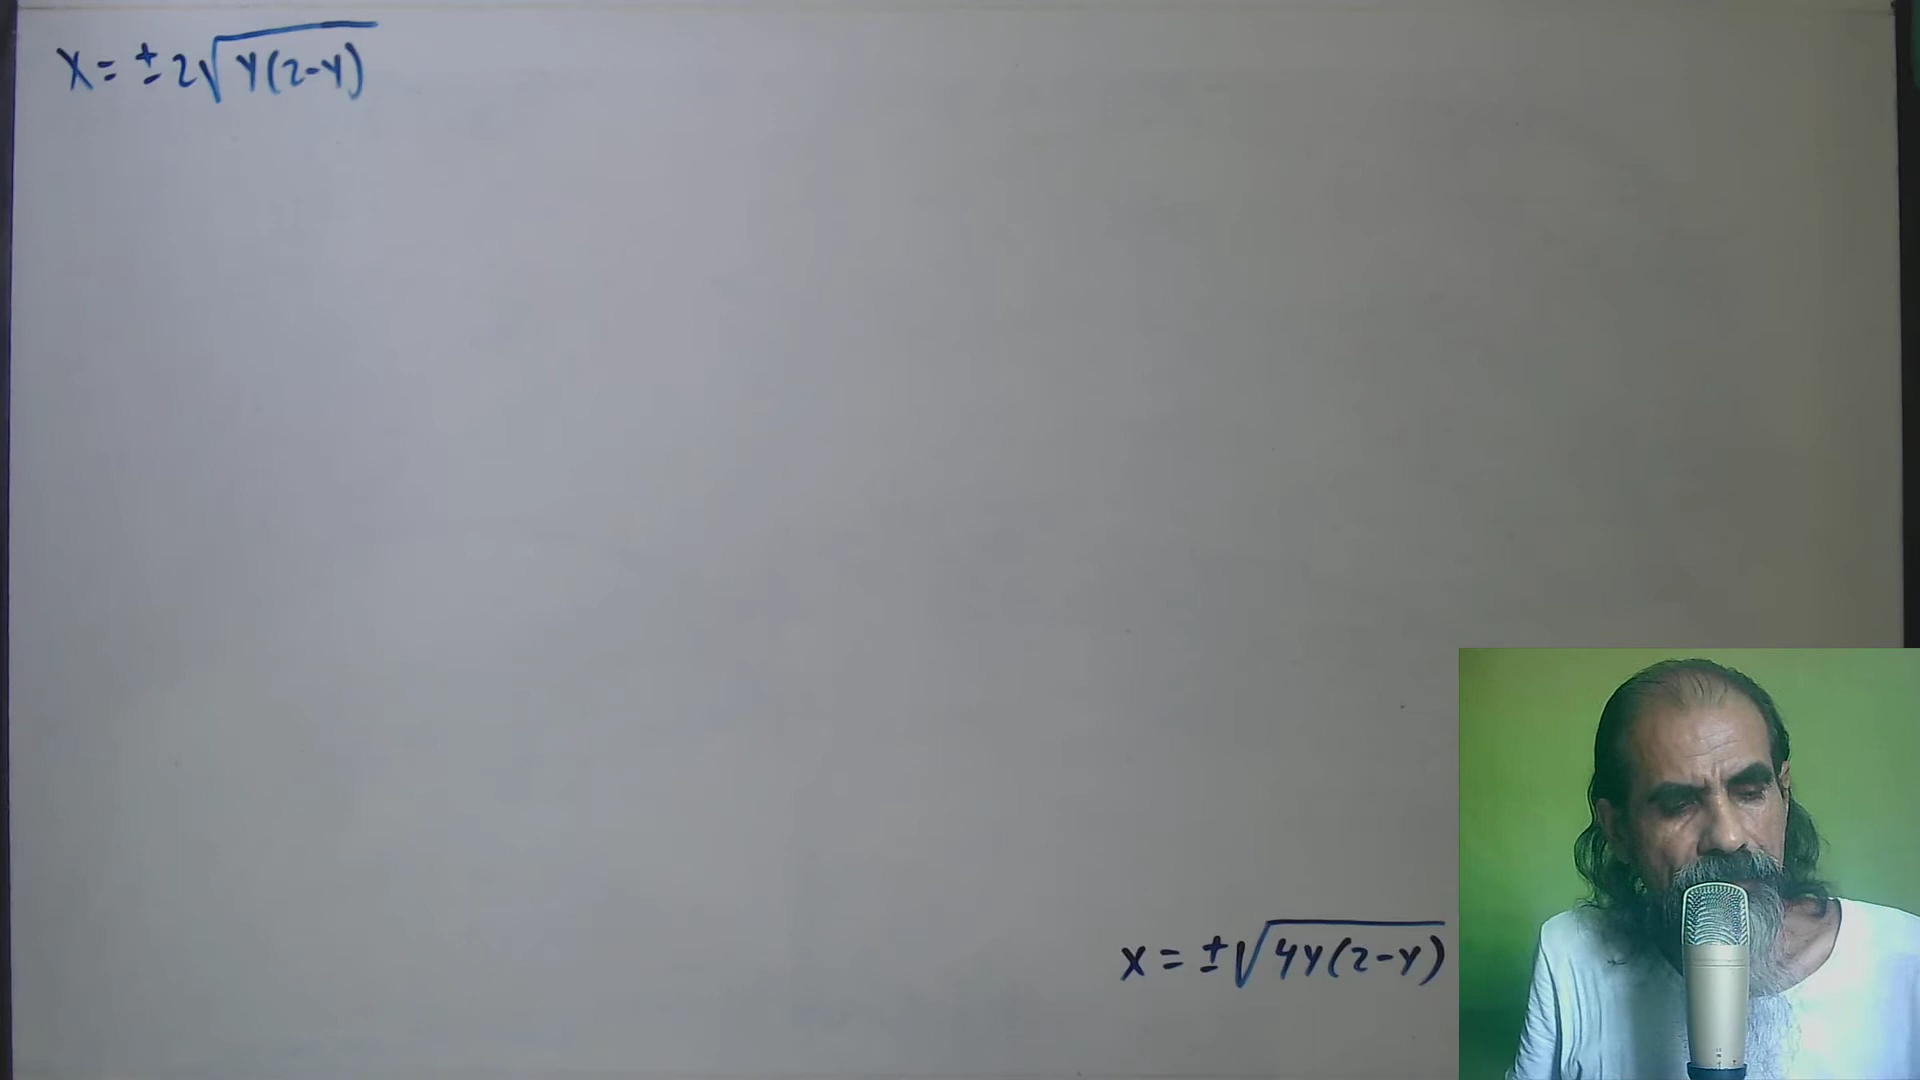 X = ± 2√Y(2-Y)
X = ± √4Y(2-Y)